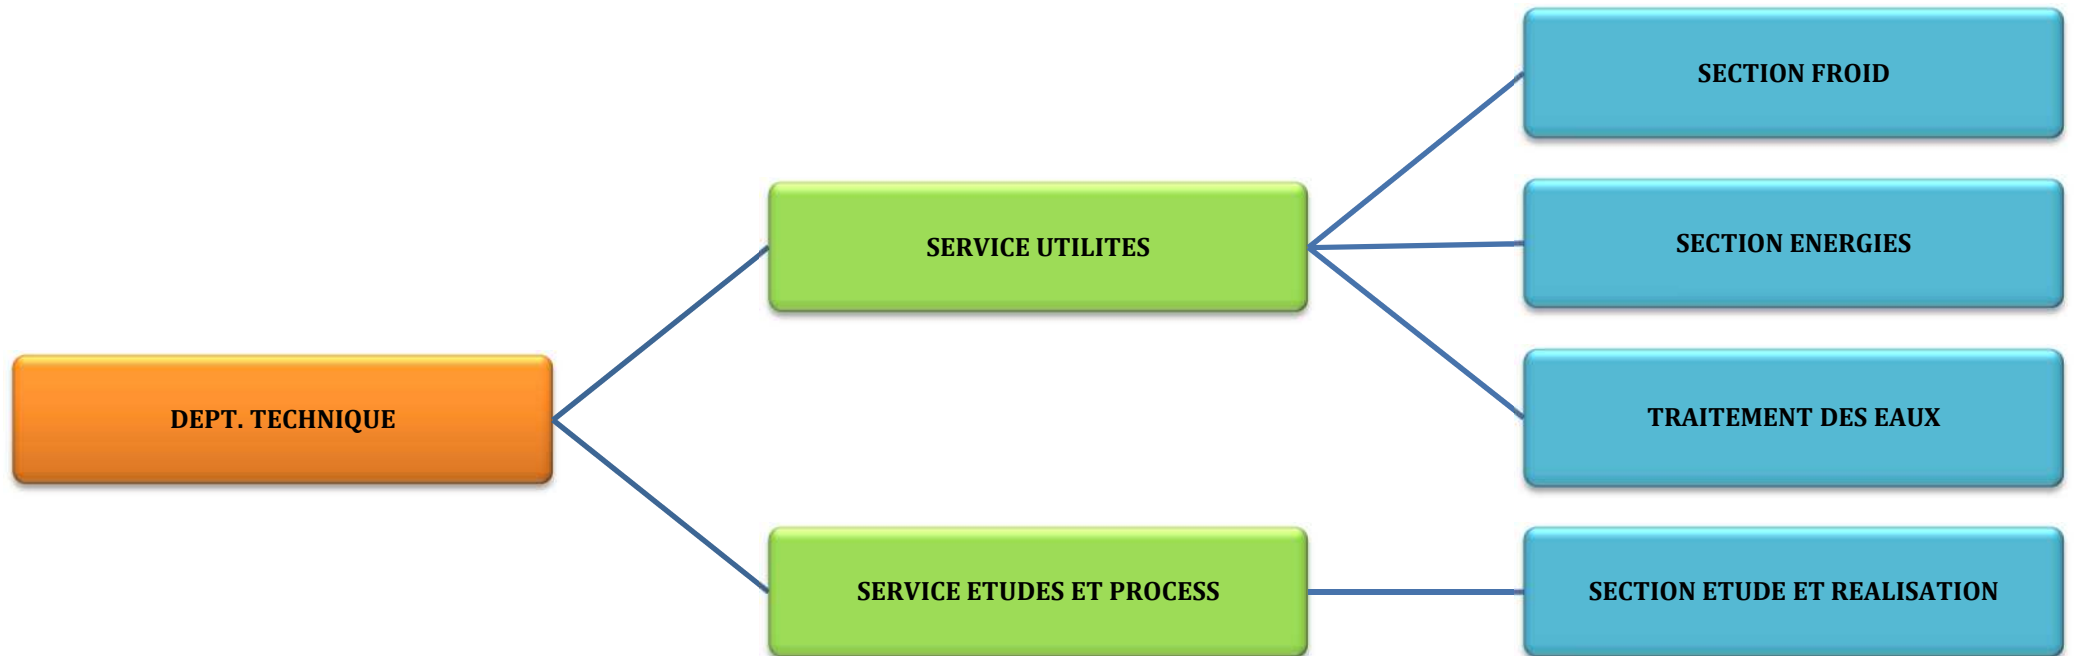 SECTION FROID
SECTION ENERGIES
SERVICE UTILITES
TRAITEMENT DES EAUX
DEPT. TECHNIQUE
SERVICE ETUDES ET PROCESS
SECTION ETUDE ET REALISATION